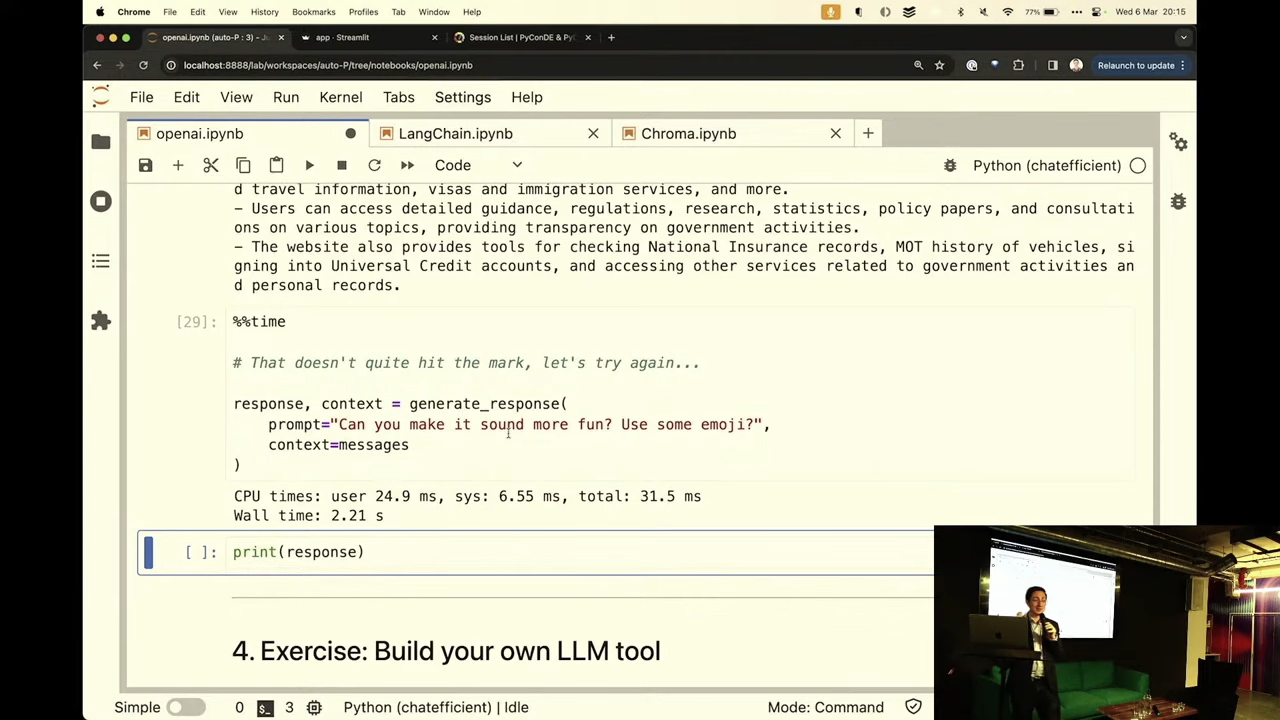 Chrome File Edit View History Bookmarks Profiles Tab Window Help 77% Wed 6 Mar 20:15
openai.ipynb (auto-P : 3) - Ju app · Streamlit Session List | PyConDE & Py
localhost:8888/lab/workspaces/auto-P/tree/notebooks/openai.ipynb Relaunch to update
File Edit View Run Kernel Tabs Settings Help
openai.ipynb LangChain.ipynb Chroma.ipynb
Code Python (chatefficient)
d travel information, visas and immigration services, and more.
- Users can access detailed guidance, regulations, research, statistics, policy papers, and consultati
ons on various topics, providing transparency on government activities.
- The website also provides tools for checking National Insurance records, MOT history of vehicles, si
gning into Universal Credit accounts, and accessing other services related to government activities an
d personal records.
[29]: %%time
# That doesn't quite hit the mark, let's try again...
response, context = generate_response(
prompt="Can you make it sound more fun? Use some emoji?",
context=messages
)
CPU times: user 24.9 ms, sys: 6.55 ms, total: 31.5 ms
Wall time: 2.21 s
[ ]: print(response)
4. Exercise: Build your own LLM tool
Simple 0 3 Python (chatefficient) | Idle Mode: Command